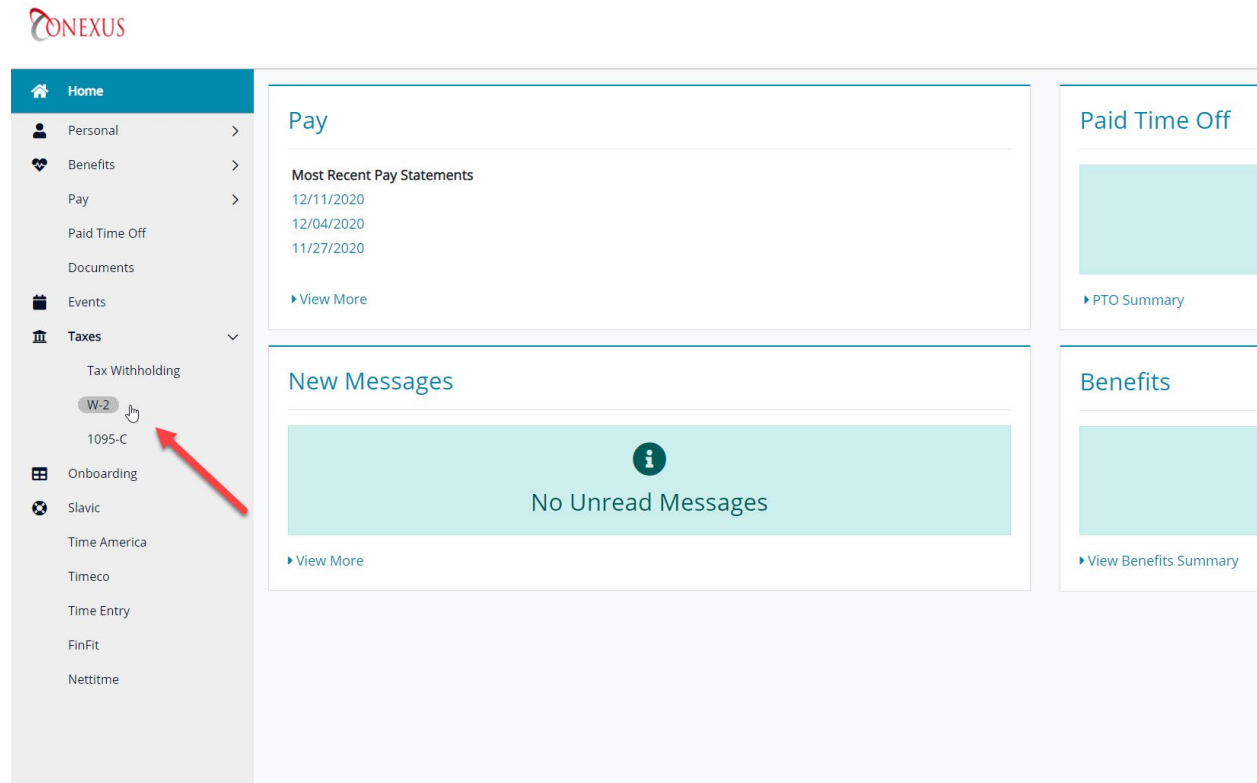 CONEXUS
Home
Personal
Benefits
Pay
Paid Time Off
Documents
Events
Taxes
Tax Withholding
W-2
1095-C
Onboarding
Slavic
Time America
Timeco
Time Entry
FinFit
Nettitme
Pay
Most Recent Pay Statements
12/11/2020
12/04/2020
11/27/2020
View More
Paid Time Off
PTO Summary
New Messages
No Unread Messages
View More
Benefits
View Benefits Summary